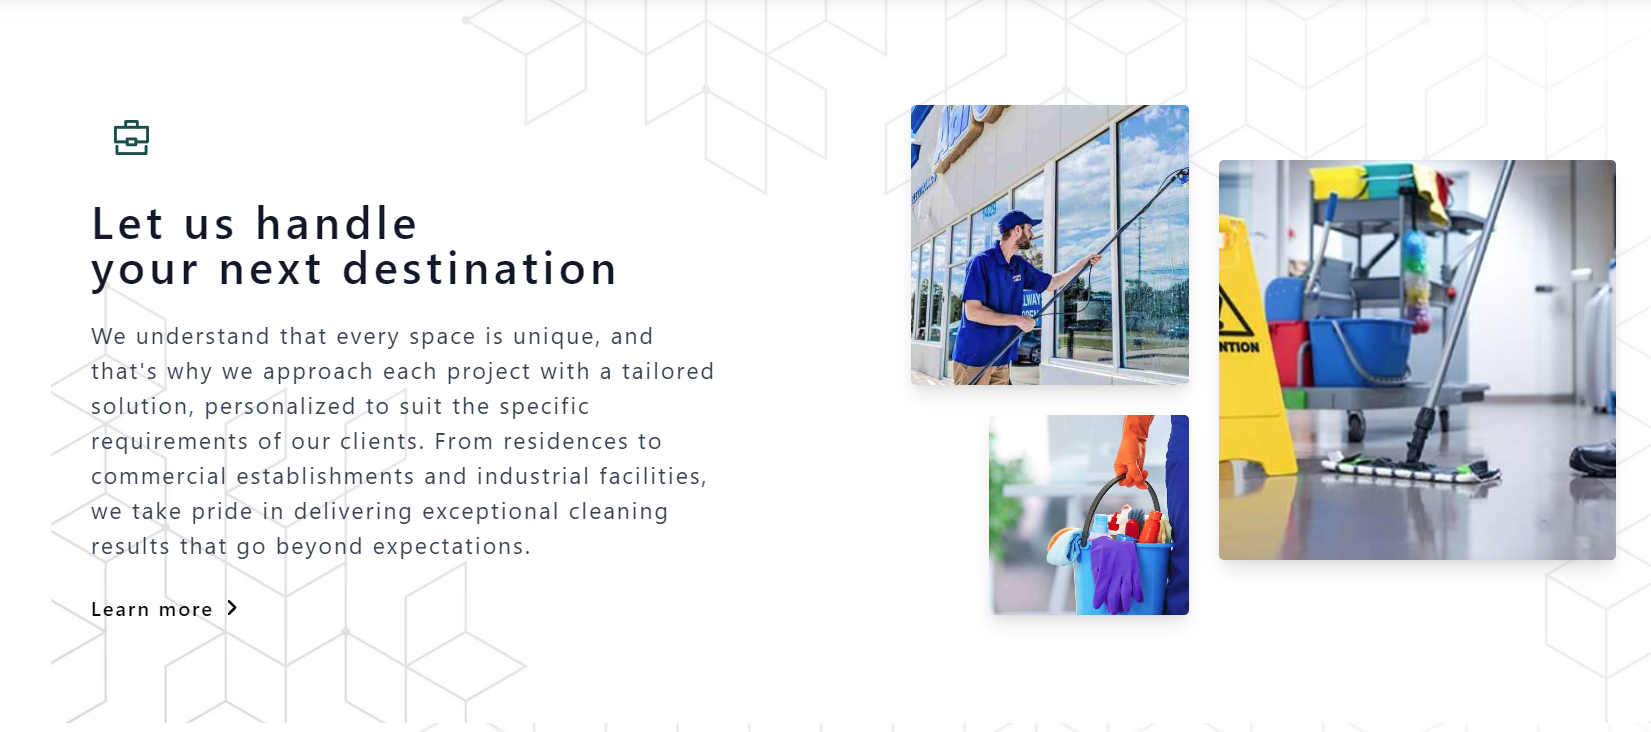 Let us handle
your next destination
We understand that every space is unique, and
that's why we approach each project with a tailored
solution, personalized to suit the specific
requirements of our clients. From residences to
commercial establishments and industrial facilities,
we take pride in delivering exceptional cleaning
results that go beyond expectations.
Learn more
1429
NTION